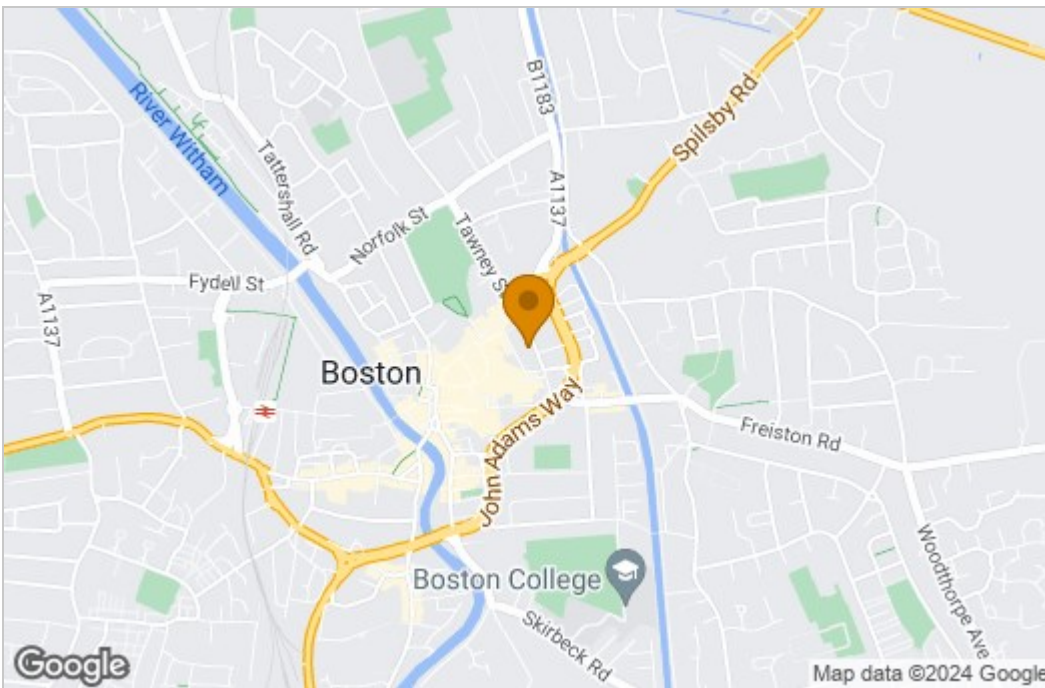 B1183
Spilsby Rd
River Witham
Tattershall Rd
A1137
Norfolk St
Tawney St
Fydell St
A1137
Boston
John Adams Way
Freiston Rd
Boston College
Woodthorpe Ave
Skirbeck Rd
Google
Map data ©2024 Google